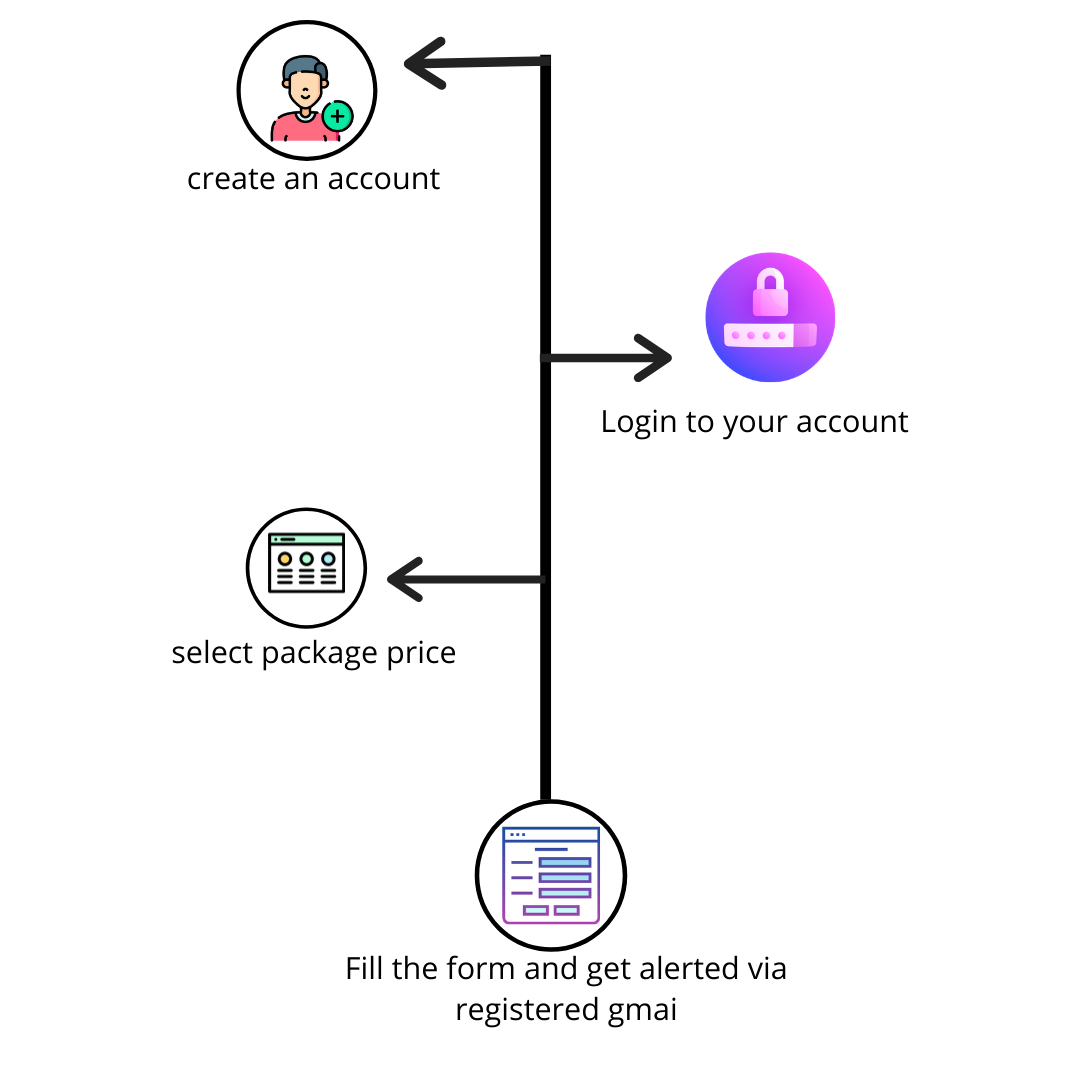 create an account
Login to your account
select package price
Fill the form and get alerted via
registered gmai